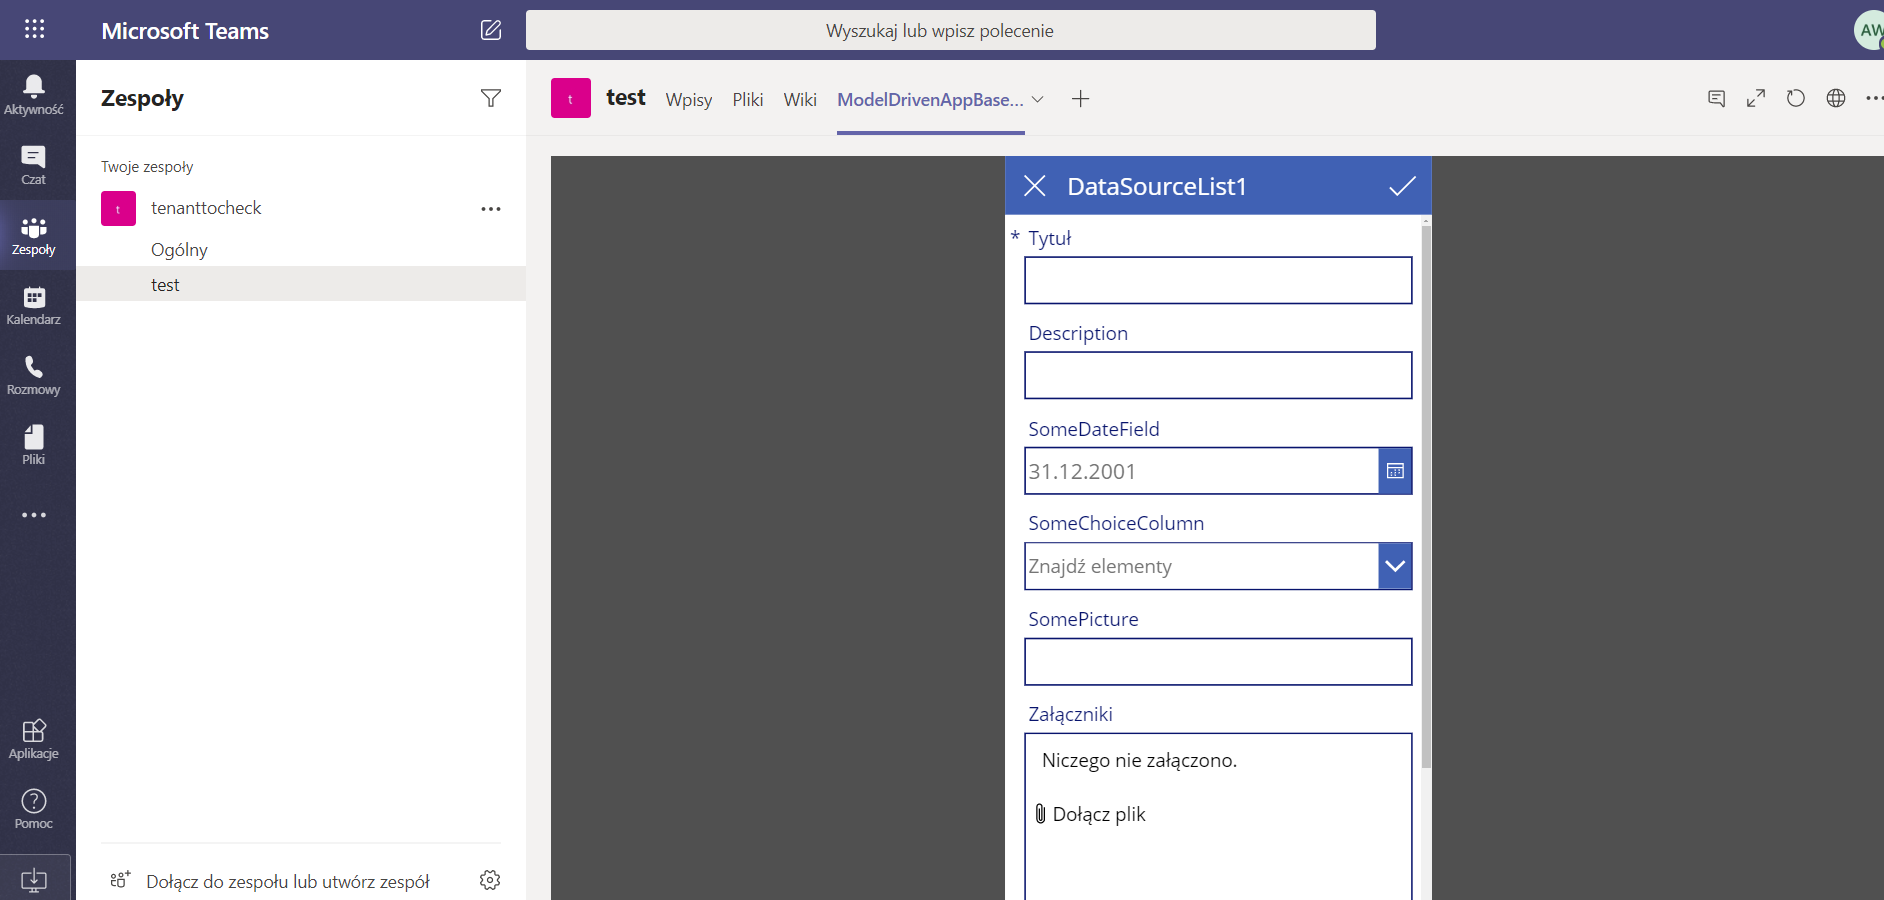 Microsoft Teams
Wyszukaj lub wpisz polecenie
AW
Aktywność
Czat
Zespoły
Kalendarz
Rozmowy
Pliki
Aplikacje
Pomoc
Zespoły
Twoje zespoły
t tenanttocheck
Ogólny
test
Dołącz do zespołu lub utwórz zespół
t test Wpisy Pliki Wiki ModelDrivenAppBase...
DataSourceList1
* Tytuł
Description
SomeDateField
31.12.2001
SomeChoiceColumn
Znajdź elementy
SomePicture
Załączniki
Niczego nie załączono.
Dołącz plik